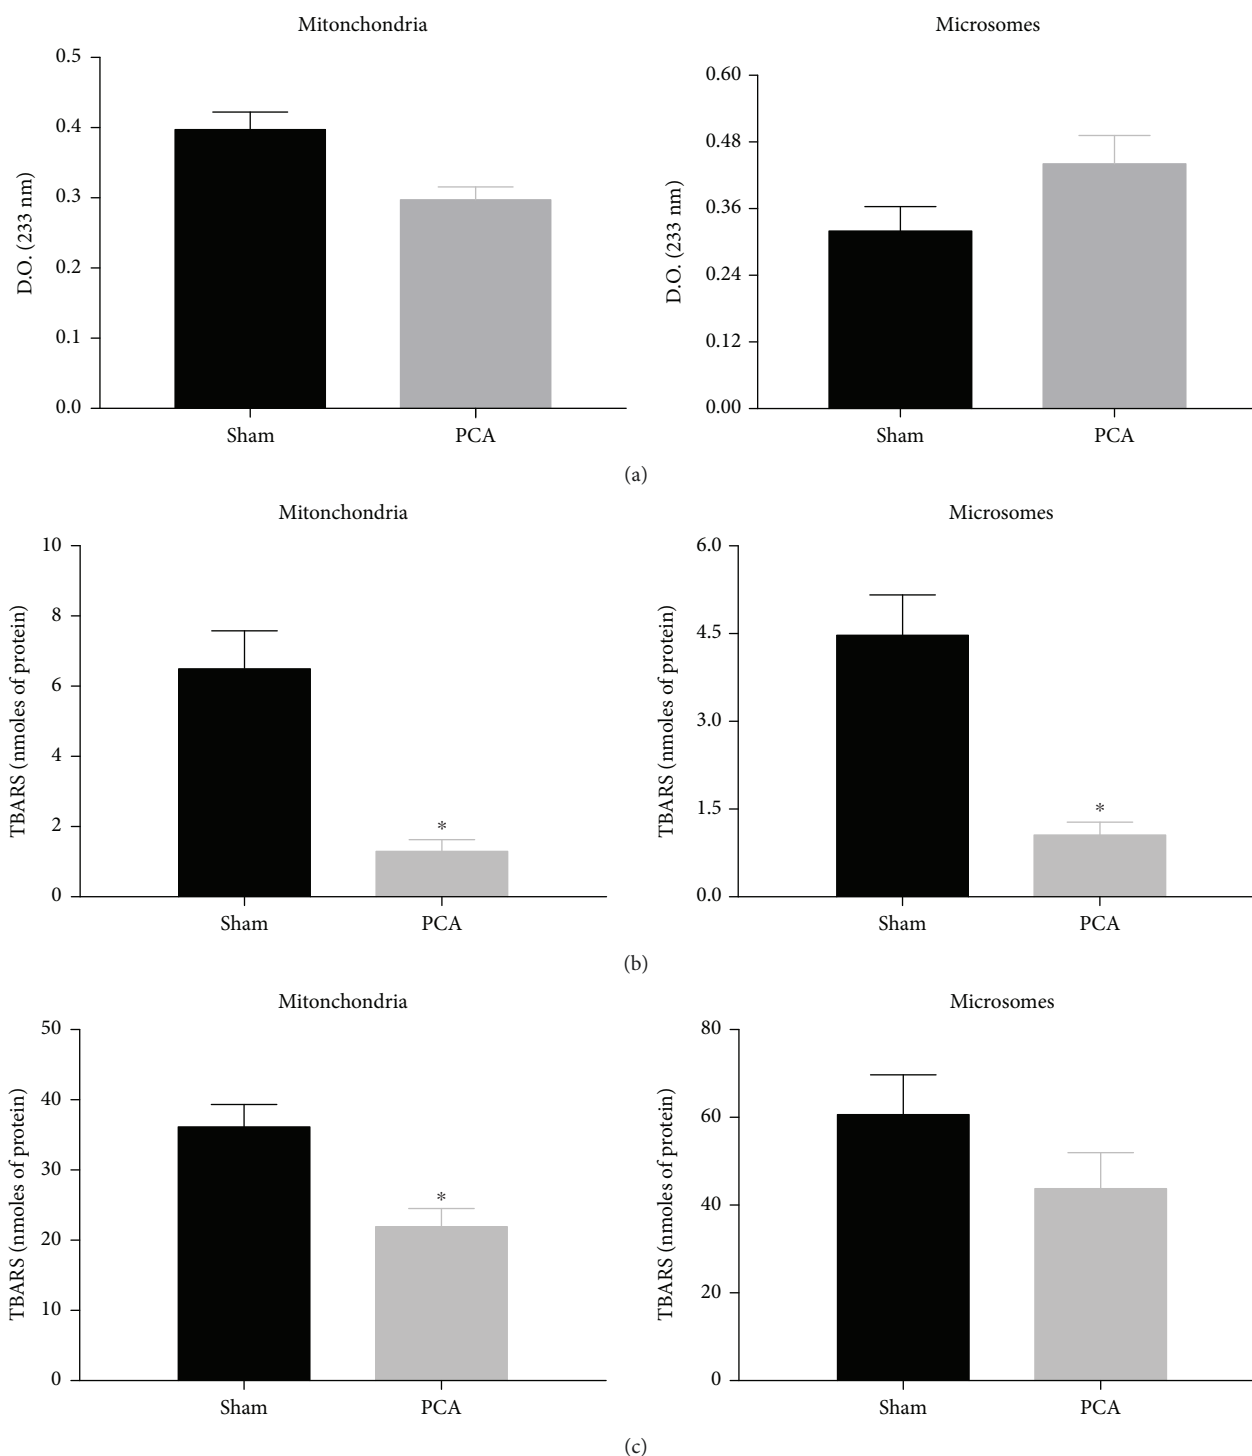 Mitonchondria
D.O. (233 nm)
0.5
0.4
0.3
0.2
0.1
0.0
Sham PCA
Microsomes
D.O. (233 nm)
0.60
0.48
0.36
0.24
0.12
0.00
Sham PCA
(a)
Mitonchondria
TBARS (nmoles of protein)
10
8
6
4
2
0
*
Sham PCA
Microsomes
TBARS (nmoles of protein)
6.0
4.5
3.0
1.5
0.0
*
Sham PCA
(b)
Mitonchondria
TBARS (nmoles of protein)
50
40
30
20
10
0
*
Sham PCA
Microsomes
TBARS (nmoles of protein)
80
60
40
20
0
Sham PCA
(c)